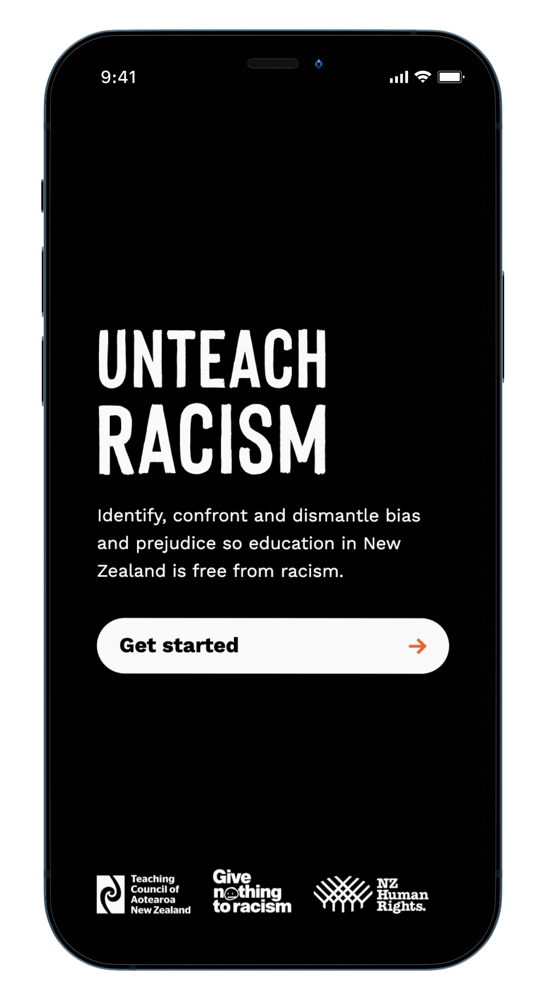 9:41
UNTEACH
RACISM
Identify, confront and dismantle bias
and prejudice so education in New
Zealand is free from racism.
Get started
Teaching
Council of
Aotearoa
New Zealand
Give
nothing
to racism
NZ
Human
Rights.